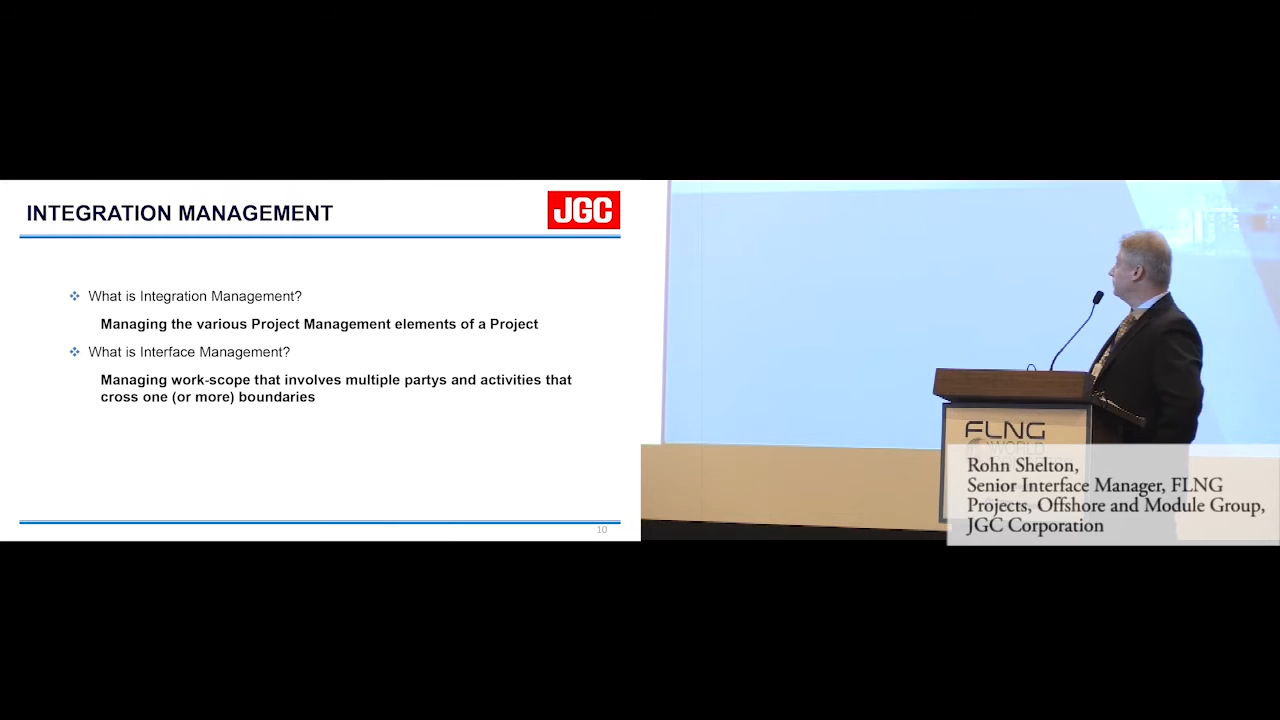 INTEGRATION MANAGEMENT
JGC
What is Integration Management?
Managing the various Project Management elements of a Project
What is Interface Management?
Managing work-scope that involves multiple partys and activities that
cross one (or more) boundaries
10
FLNG
WORLD
Rohn Shelton,
Senior Interface Manager, FLNG
Projects, Offshore and Module Group,
JGC Corporation